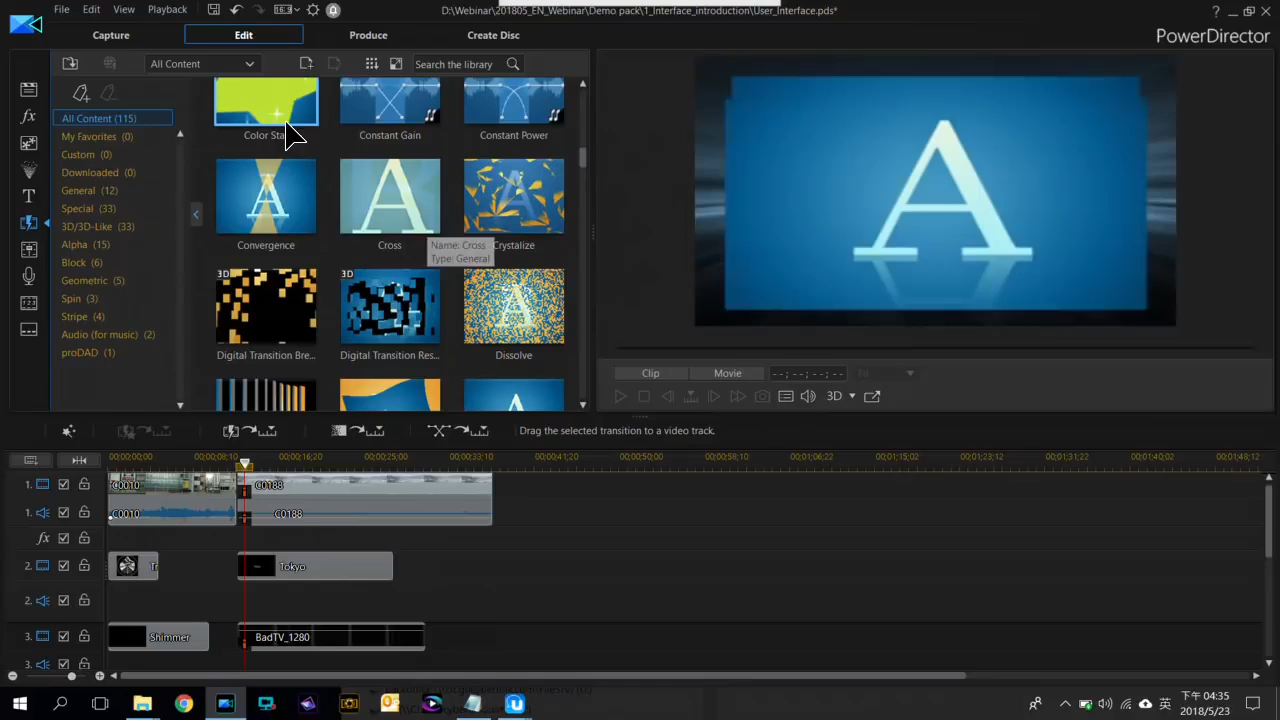 File Edit View Playback
D:\Webinar\201805_EN_Webinar\Demo pack\1_Interface_introduction\User_Interface.pds*
Capture Edit Produce Create Disc
PowerDirector
All Content Search the library
All Content (115)
My Favorites (0)
Custom (0)
Downloaded (0)
General (12)
Special (33)
3D/3D-Like (33)
Alpha (15)
Block (6)
Geometric (5)
Spin (3)
Stripe (4)
Audio (for music) (2)
proDAD (1)
Constant Gain Constant Power
A A
Convergence Cross Crystalize
Name: Cross
Type: General
3D 3D A
Digital Transition Bre... Digital Transition Res... Dissolve
A
Clip Movie --;--;--;--
3D
Drag the selected transition to a video track.
00;00;00;00 00;00;08;10 00;00;16;20 00;00;25;00 00;00;33;10 00;00;41;20 00;00;50;00 00;00;58;10 00;01;06;22 00;01;15;02 00;01;23;12 00;01;31;22 00;01;40;02 00;01;48;12
1. C0010 C0188
1. C0010 C0188
fx
2. Tokyo
2.
3. Shimmer BadTV_1280
3.
英
下午 04:35
2018/5/23